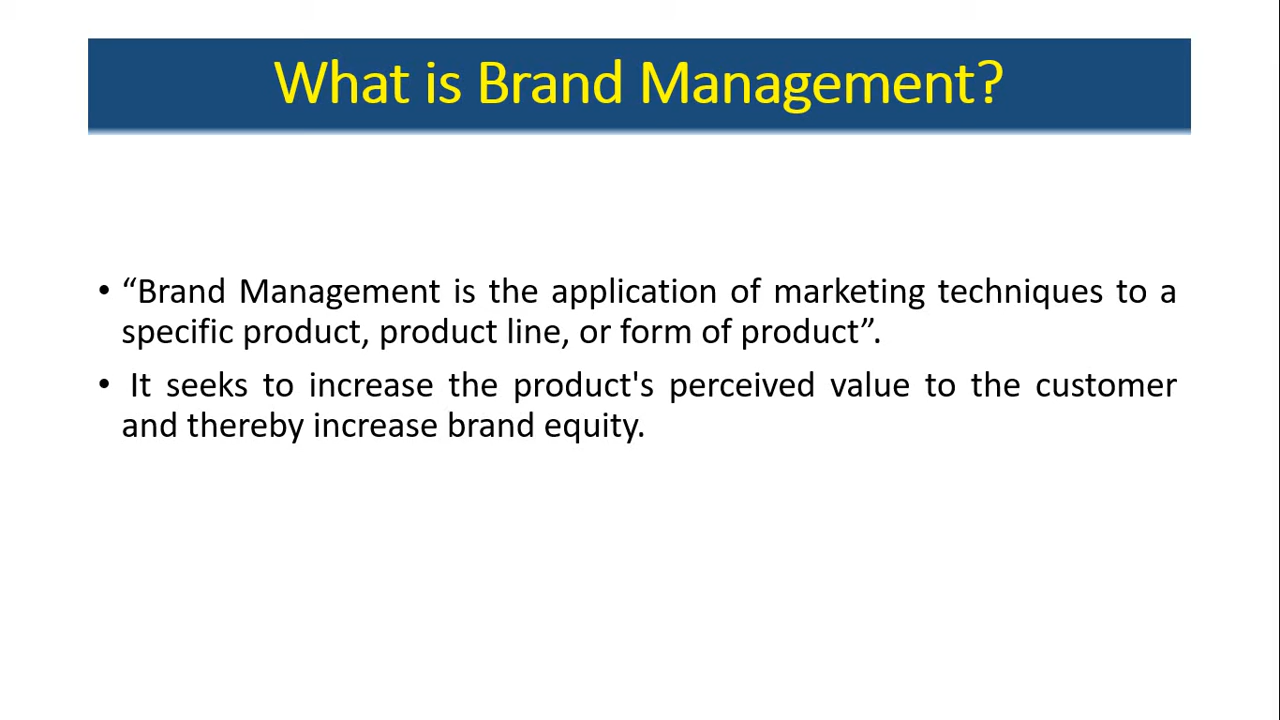 What is Brand Management?
• “Brand Management is the application of marketing techniques to a
specific product, product line, or form of product”.
• It seeks to increase the product's perceived value to the customer
and thereby increase brand equity.